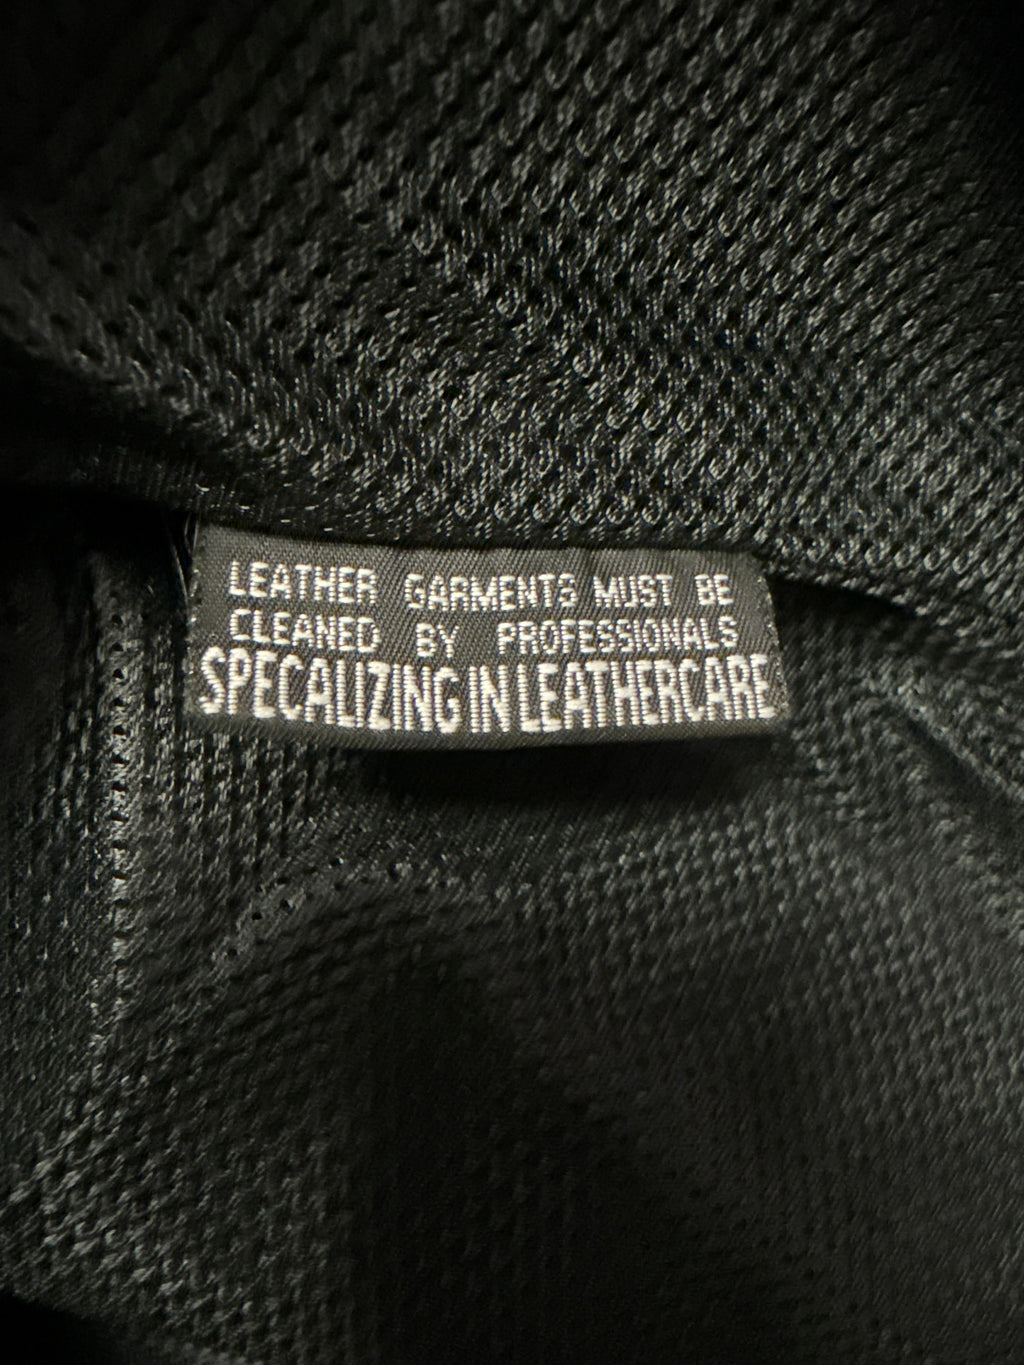 LEATHER GARMENTS MUST BE
CLEANED BY PROFESSIONALS
SPECALIZING IN LEATHERCARE